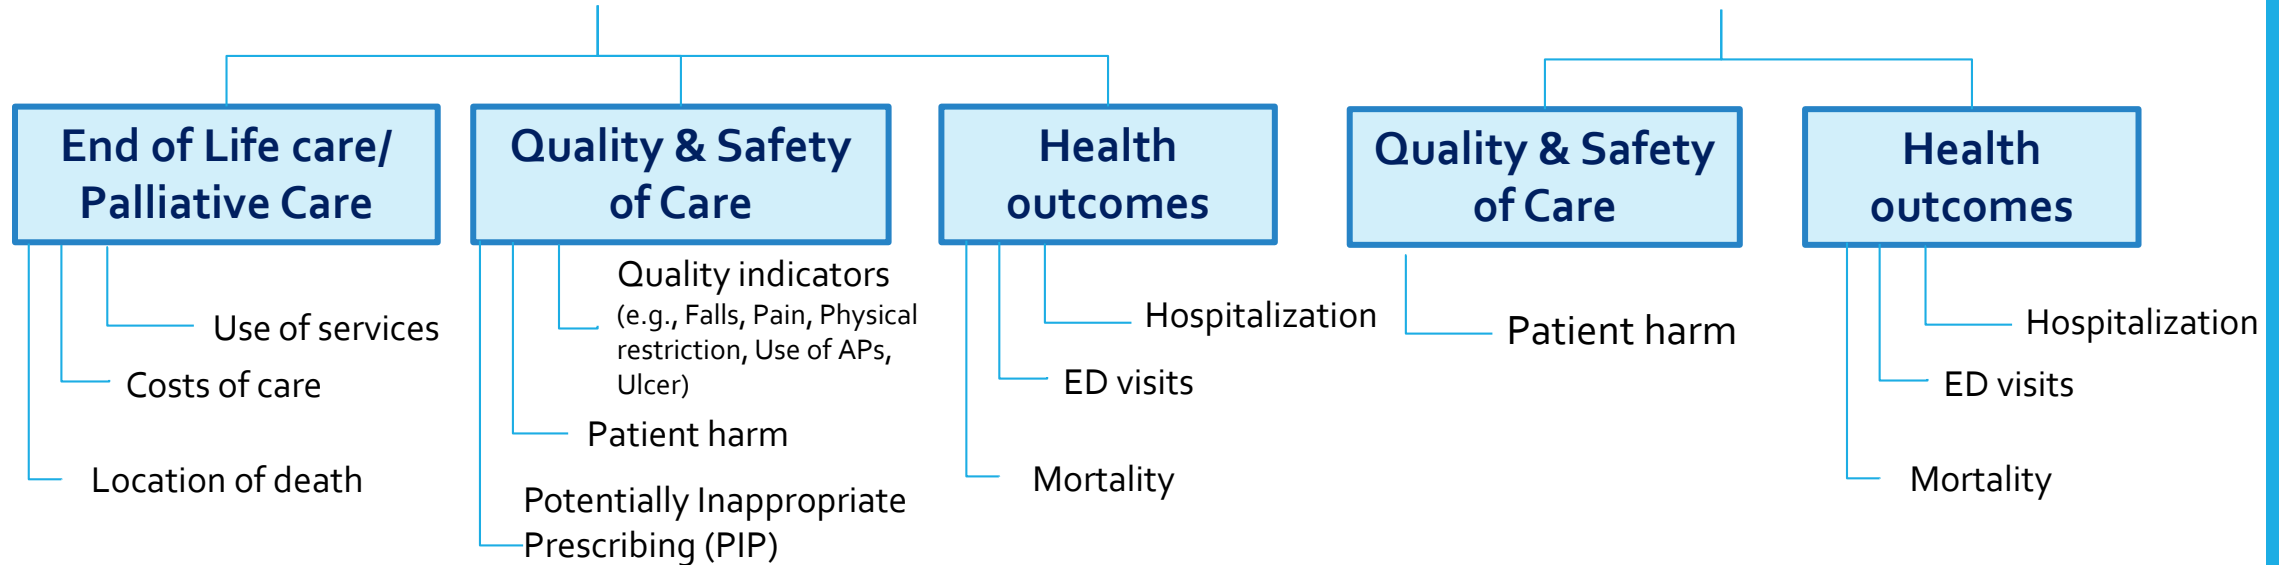 End of Life care/
Palliative Care
Use of services
Costs of care
Location of death
Quality & Safety
of Care
Quality indicators
(e.g., Falls, Pain, Physical
restriction, Use of APs,
Ulcer)
Patient harm
Potentially Inappropriate
Prescribing (PIP)
Health
outcomes
Hospitalization
ED visits
Mortality
Quality & Safety
of Care
Patient harm
Health
outcomes
Hospitalization
ED visits
Mortality